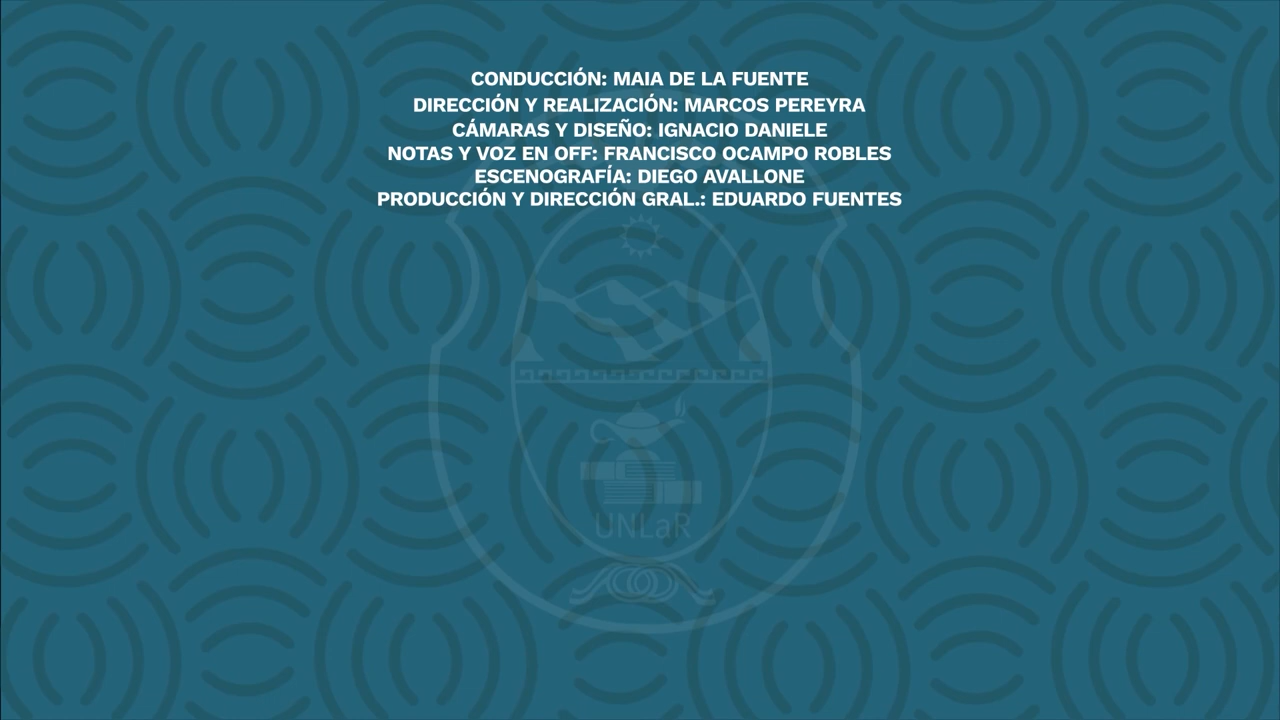 CONDUCCIÓN: MAIA DE LA FUENTE
DIRECCIÓN Y REALIZACIÓN: MARCOS PEREYRA
CÁMARAS Y DISEÑO: IGNACIO DANIELE
NOTAS Y VOZ EN OFF: FRANCISCO OCAMPO ROBLES
ESCENOGRAFÍA: DIEGO AVALLONE
PRODUCCIÓN Y DIRECCIÓN GRAL.: EDUARDO FUENTES
UNLaR